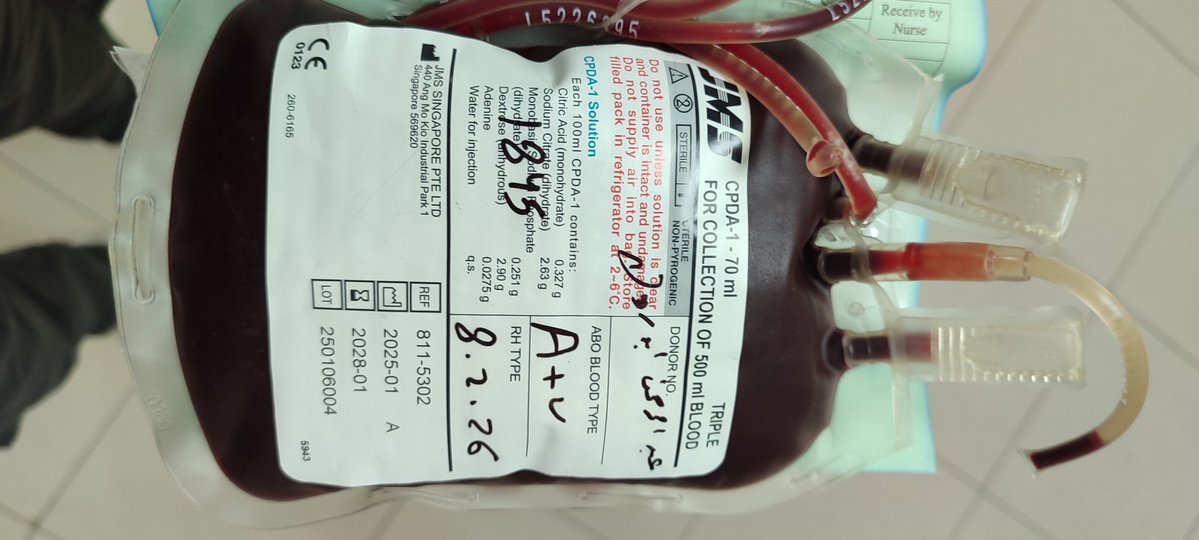 L5226295
Receive by
Nurse
JMS
CPDA-1 - 70 ml
TRIPLE
FOR COLLECTION OF 500 ml BLOOD
STERILE
STERILE
NON-PYROGENIC
Do not use unless solution is clear
and container is intact and undamaged
Do not supply air into bag. Store
filled pack in refrigerator at 2~6°C.
CPDA-1 Solution
Each 100ml CPDA-1 contains:
Citric Acid (monohydrate) 0.327 g
Sodium Citrate (dihydrate) 2.63 g
Monobasic Sodium Phosphate
(dihydrate) 0.251 g
Dextrose (anhydrous) 2.90 g
Adenine 0.0275 g
Water for injection q.s.
1845
DONOR NO.
ABO BLOOD TYPE
A+U
RH TYPE
8.2.26
JMS SINGAPORE PTE LTD
440 Ang Mo Kio Industrial Park 1
Singapore 569620
REF 811-5302
2025-01 A
2028-01
LOT 250106004
CE
0123
260-6165
5943